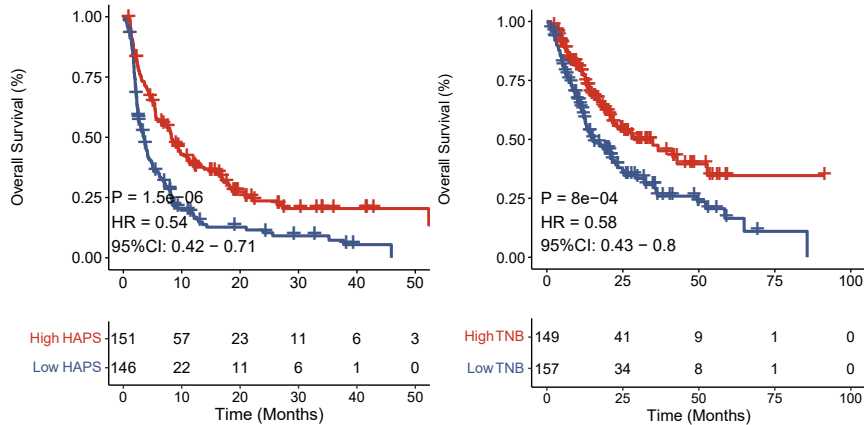 Overall Survival (%)
1.00
0.75
0.50
0.25
0.00
P = 1.5e−06
HR = 0.54
95%CI: 0.42 − 0.71
0 10 20 30 40 50
High HAPS 151 57 23 11 6 3
Low HAPS 146 22 11 6 1 0
0 10 20 30 40 50
Time (Months)
Overall Survival (%)
1.00
0.75
0.50
0.25
0.00
P = 8e−04
HR = 0.58
95%CI: 0.43 − 0.8
0 25 50 75 100
High TNB 149 41 9 1 0
Low TNB 157 34 8 1 0
0 25 50 75 100
Time (Months)